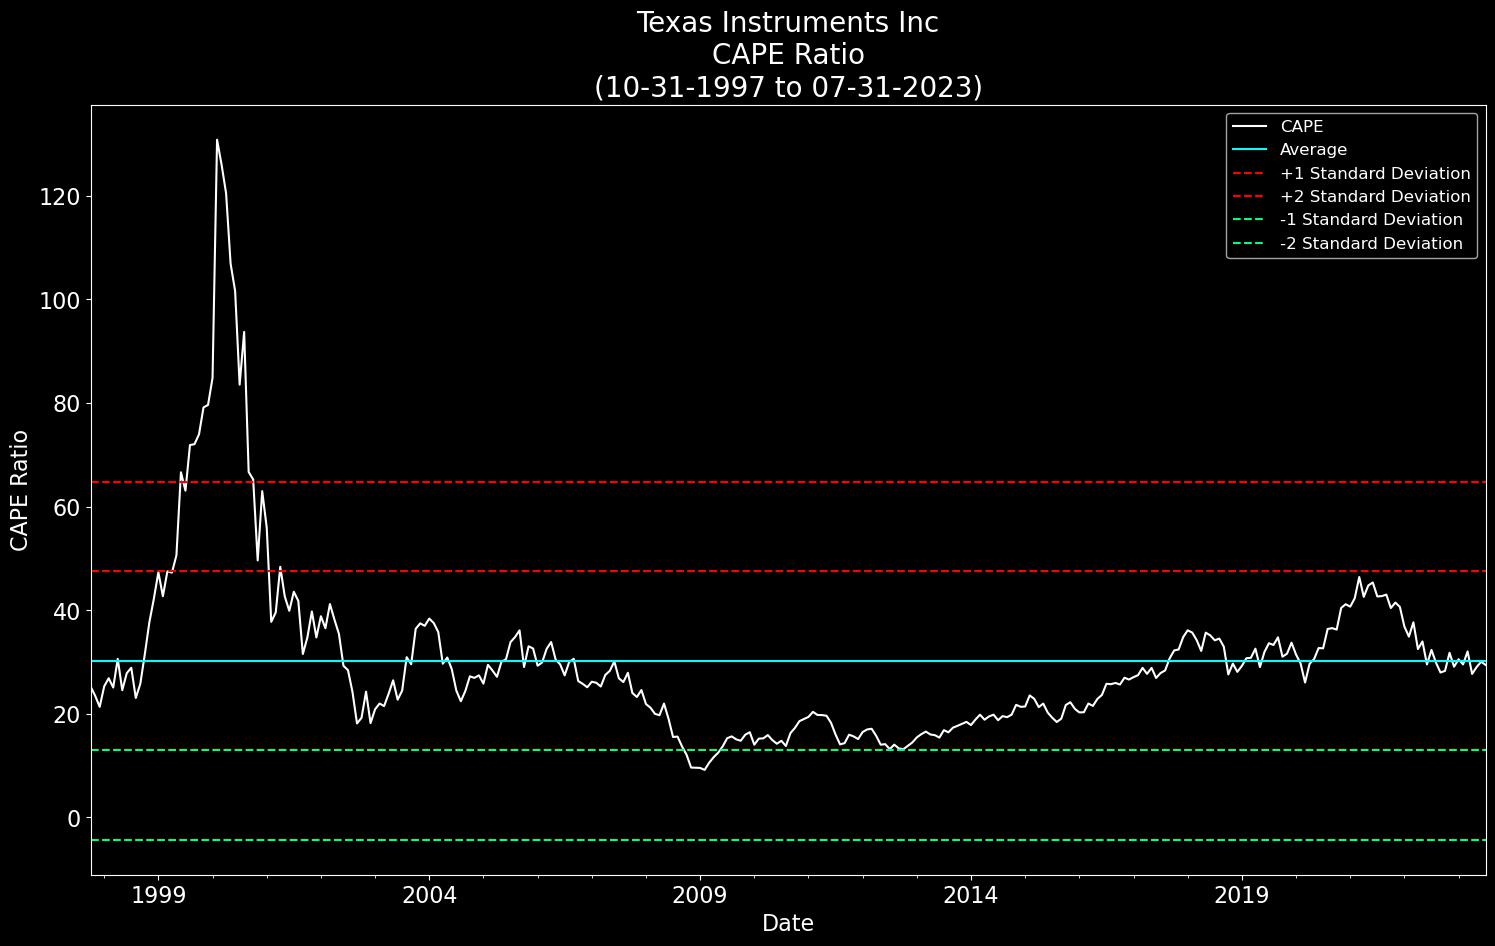 Texas Instruments Inc
CAPE Ratio
(10-31-1997 to 07-31-2023)
CAPE
Average
+1 Standard Deviation
+2 Standard Deviation
-1 Standard Deviation
-2 Standard Deviation
CAPE Ratio
120
100
80
60
40
20
0
1999
2004
2009
2014
2019
Date